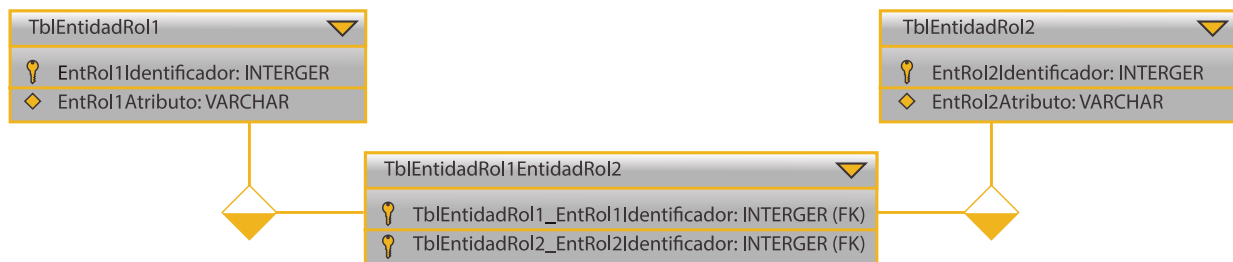 TblEntidadRol1
EntRol1Identificador: INTERGER
EntRol1Atributo: VARCHAR
TblEntidadRol2
EntRol2Identificador: INTERGER
EntRol2Atributo: VARCHAR
TblEntidadRol1EntidadRol2
TblEntidadRol1_EntRol1Identificador: INTERGER (FK)
TblEntidadRol2_EntRol2Identificador: INTERGER (FK)